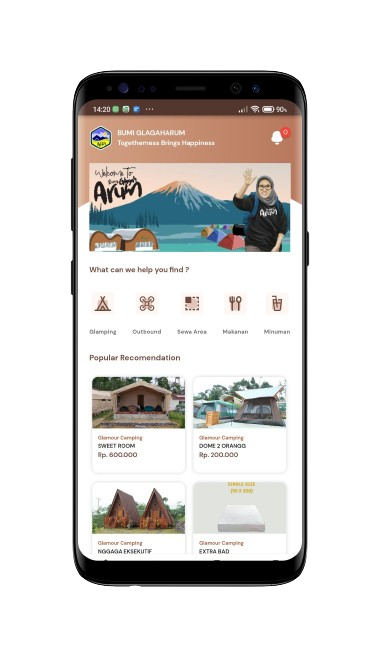 14:20
90%
BUMI GLAGAHARUM
Togetherness Brings Happiness
0
Welcome To
Arum
Arum
What can we help you find ?
Glamping
Outbound
Sewa Area
Makanan
Minuman
Popular Recomendation
Glamour Camping
SWEET ROOM
Rp. 600.000
Glamour Camping
DOME 2 ORANGG
Rp. 200.000
SINGLE SIZE
(90 X 200)
Glamour Camping
NGGAGA EKSEKUTIF
Glamour Camping
EXTRA BAD